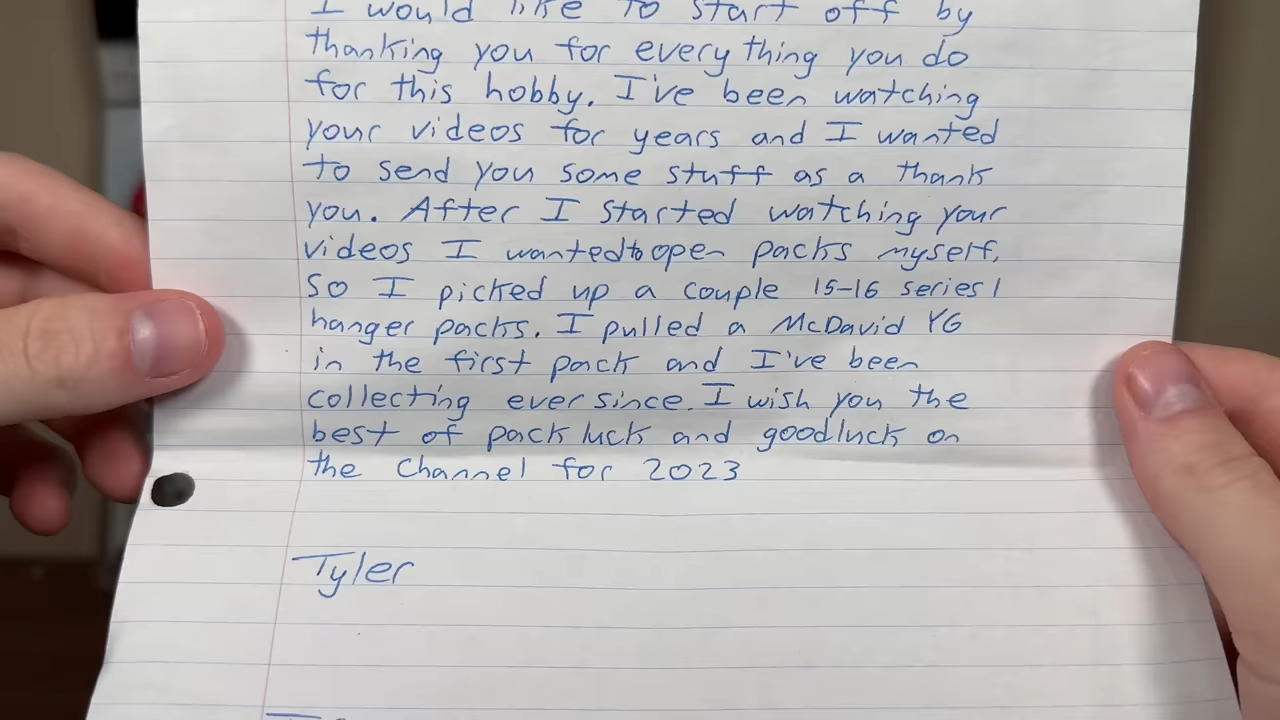 I would like to start off by
thanking you for everything you do
for this hobby. I've been watching
your videos for years and I wanted
to send you some stuff as a thank
you. After I started watching your
videos I wanted to open packs myself.
So I picked up a couple 15-16 series 1
hanger packs. I pulled a McDavid YG
in the first pack and I've been
collecting ever since. I wish you the
best of pack luck and goodluck on
the channel for 2023
Tyler